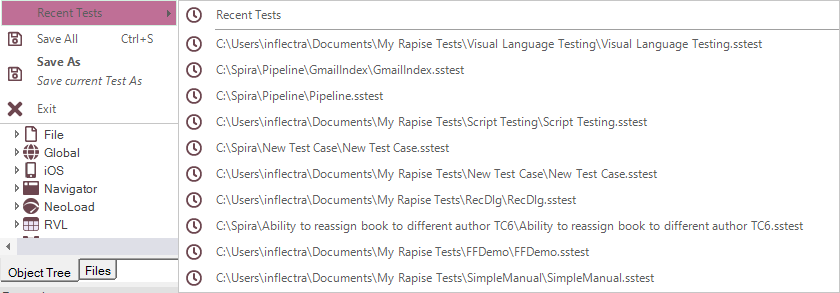 Recent Tests
Save All Ctrl+S
Save As
Save current Test As
Exit
File
Global
iOS
Navigator
NeoLoad
RVL
Object Tree Files
Recent Tests
C:\Users\inflectra\Documents\My Rapise Tests\Visual Language Testing\Visual Language Testing.sstest
C:\Spira\Pipeline\GmailIndex\GmailIndex.sstest
C:\Spira\Pipeline\Pipeline.sstest
C:\Users\inflectra\Documents\My Rapise Tests\Script Testing\Script Testing.sstest
C:\Spira\New Test Case\New Test Case.sstest
C:\Users\inflectra\Documents\My Rapise Tests\New Test Case\New Test Case.sstest
C:\Users\inflectra\Documents\My Rapise Tests\RecDlg\RecDlg.sstest
C:\Spira\Ability to reassign book to different author TC6\Ability to reassign book to different author TC6.sstest
C:\Users\inflectra\Documents\My Rapise Tests\FFDemo\FFDemo.sstest
C:\Users\inflectra\Documents\My Rapise Tests\SimpleManual\SimpleManual.sstest